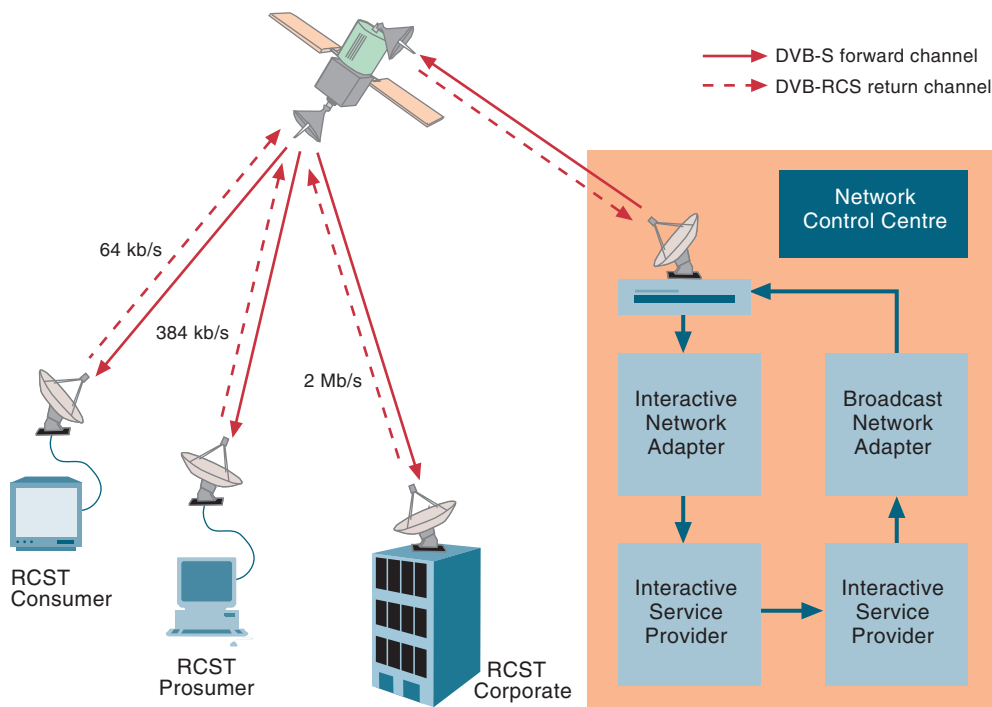 DVB-S forward channel
DVB-RCS return channel
Network
Control Centre
64 kb/s
384 kb/s
2 Mb/s
Interactive
Network
Adapter
Broadcast
Network
Adapter
Interactive
Service
Provider
Interactive
Service
Provider
RCST
Consumer
RCST
Prosumer
RCST
Corporate